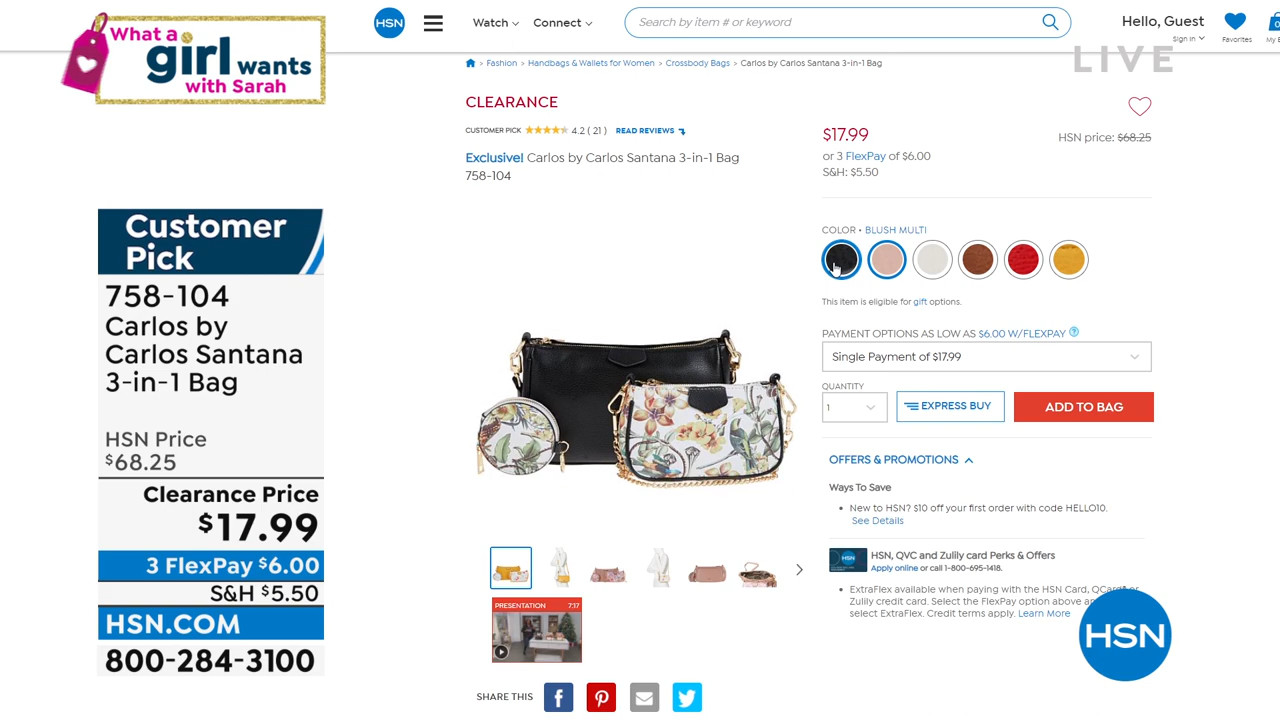 What a
girl wants
with Sarah
HSN
Watch
Connect
Search by item # or keyword
Hello, Guest
Sign In
Favorites
0
LIVE
> Fashion > Handbags & Wallets for Women > Crossbody Bags > Carlos by Carlos Santana 3-in-1 Bag
CLEARANCE
CUSTOMER PICK 4.2 ( 21 ) READ REVIEWS
Exclusive! Carlos by Carlos Santana 3-in-1 Bag
758-104
$17.99
HSN price: $68.25
or 3 FlexPay of $6.00
S&H: $5.50
COLOR • BLUSH MULTI
This item is eligible for gift options.
PAYMENT OPTIONS AS LOW AS $6.00 W/FLEXPAY ?
Single Payment of $17.99
QUANTITY
1
EXPRESS BUY
ADD TO BAG
OFFERS & PROMOTIONS
Ways To Save
• New to HSN? $10 off your first order with code HELLO10.
See Details
HSN, QVC and Zulily card Perks & Offers
Apply online or call 1-800-695-1418.
• ExtraFlex available when paying with the HSN Card, QCard or
Zulily credit card. Select the FlexPay option above
select ExtraFlex. Credit terms apply. Learn More
HSN
PRESENTATION 7:17
SHARE THIS
Customer
Pick
758-104
Carlos by
Carlos Santana
3-in-1 Bag
HSN Price
$68.25
Clearance Price
$17.99
3 FlexPay $6.00
S&H $5.50
HSN.COM
800-284-3100